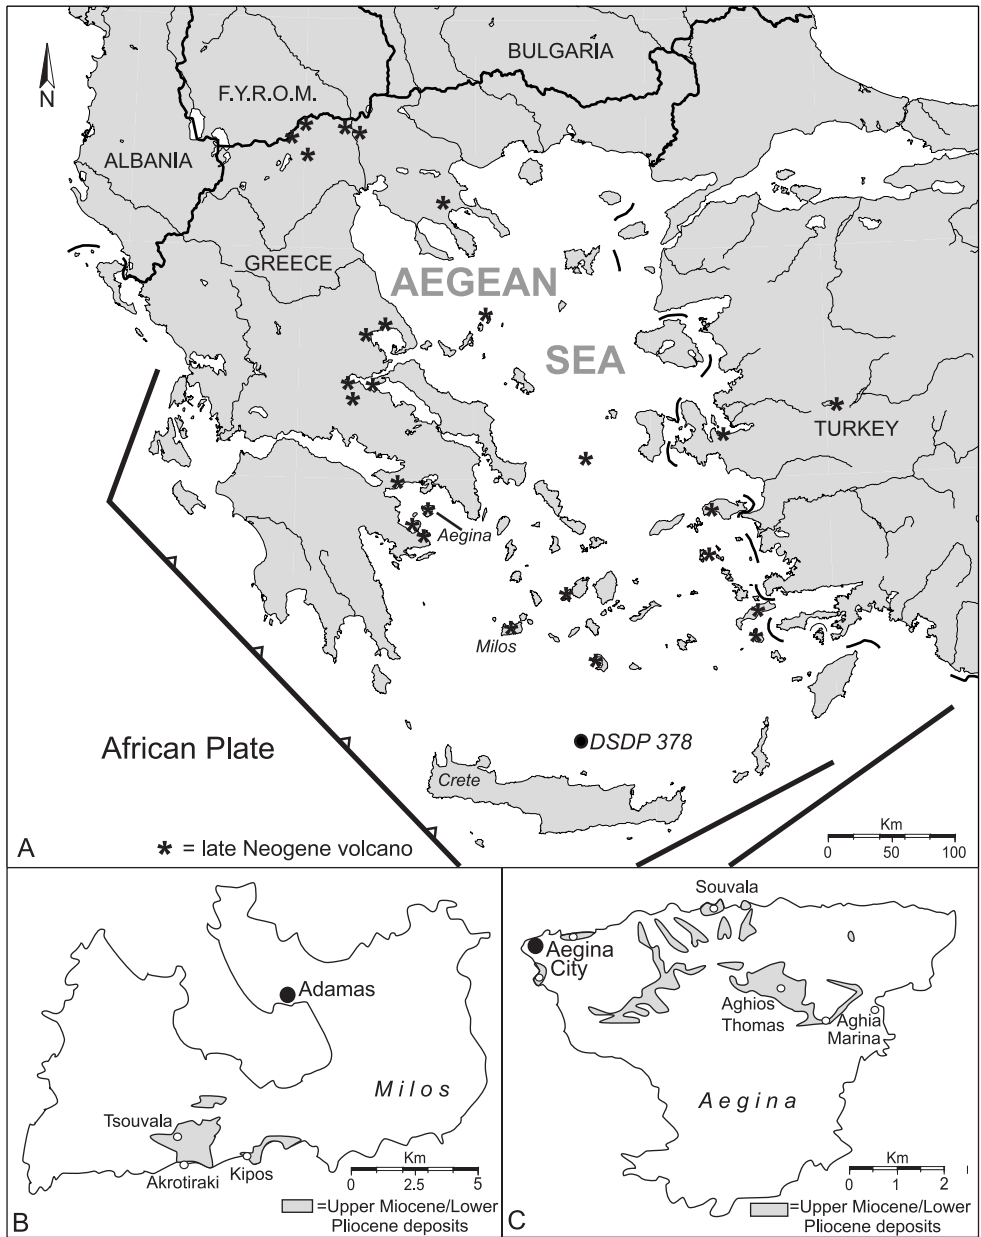 BULGARIA
N
F.Y.R.O.M.
ALBANIA
GREECE
AEGEAN
SEA
TURKEY
Aegina
Milos
African Plate
DSDP 378
Crete
Km
0 50 100
A
* = late Neogene volcano
Adamas
Milos
Tsouvala
Akrotiraki
Kipos
Km
0 2.5 5
=Upper Miocene/Lower
Pliocene deposits
B
Souvala
Aegina
City
Aghios
Thomas
Aghia
Marina
Aegina
Km
0 1 2
=Upper Miocene/Lower
Pliocene deposits
C